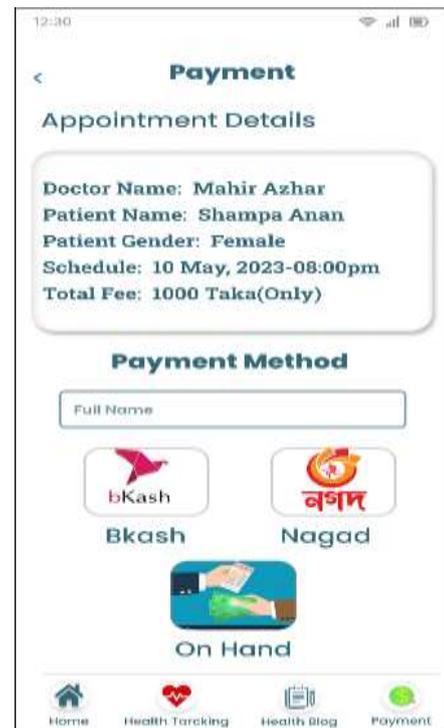 12:30
< Payment
Appointment Details
Doctor Name: Mahir Azhar
Patient Name: Shampa Anan
Patient Gender: Female
Schedule: 10 May, 2023-08:00pm
Total Fee: 1000 Taka(Only)
Payment Method
Full Name
bKash নগদ
Bkash Nagad
On Hand
Home Health Tarcking Health Blog Payment